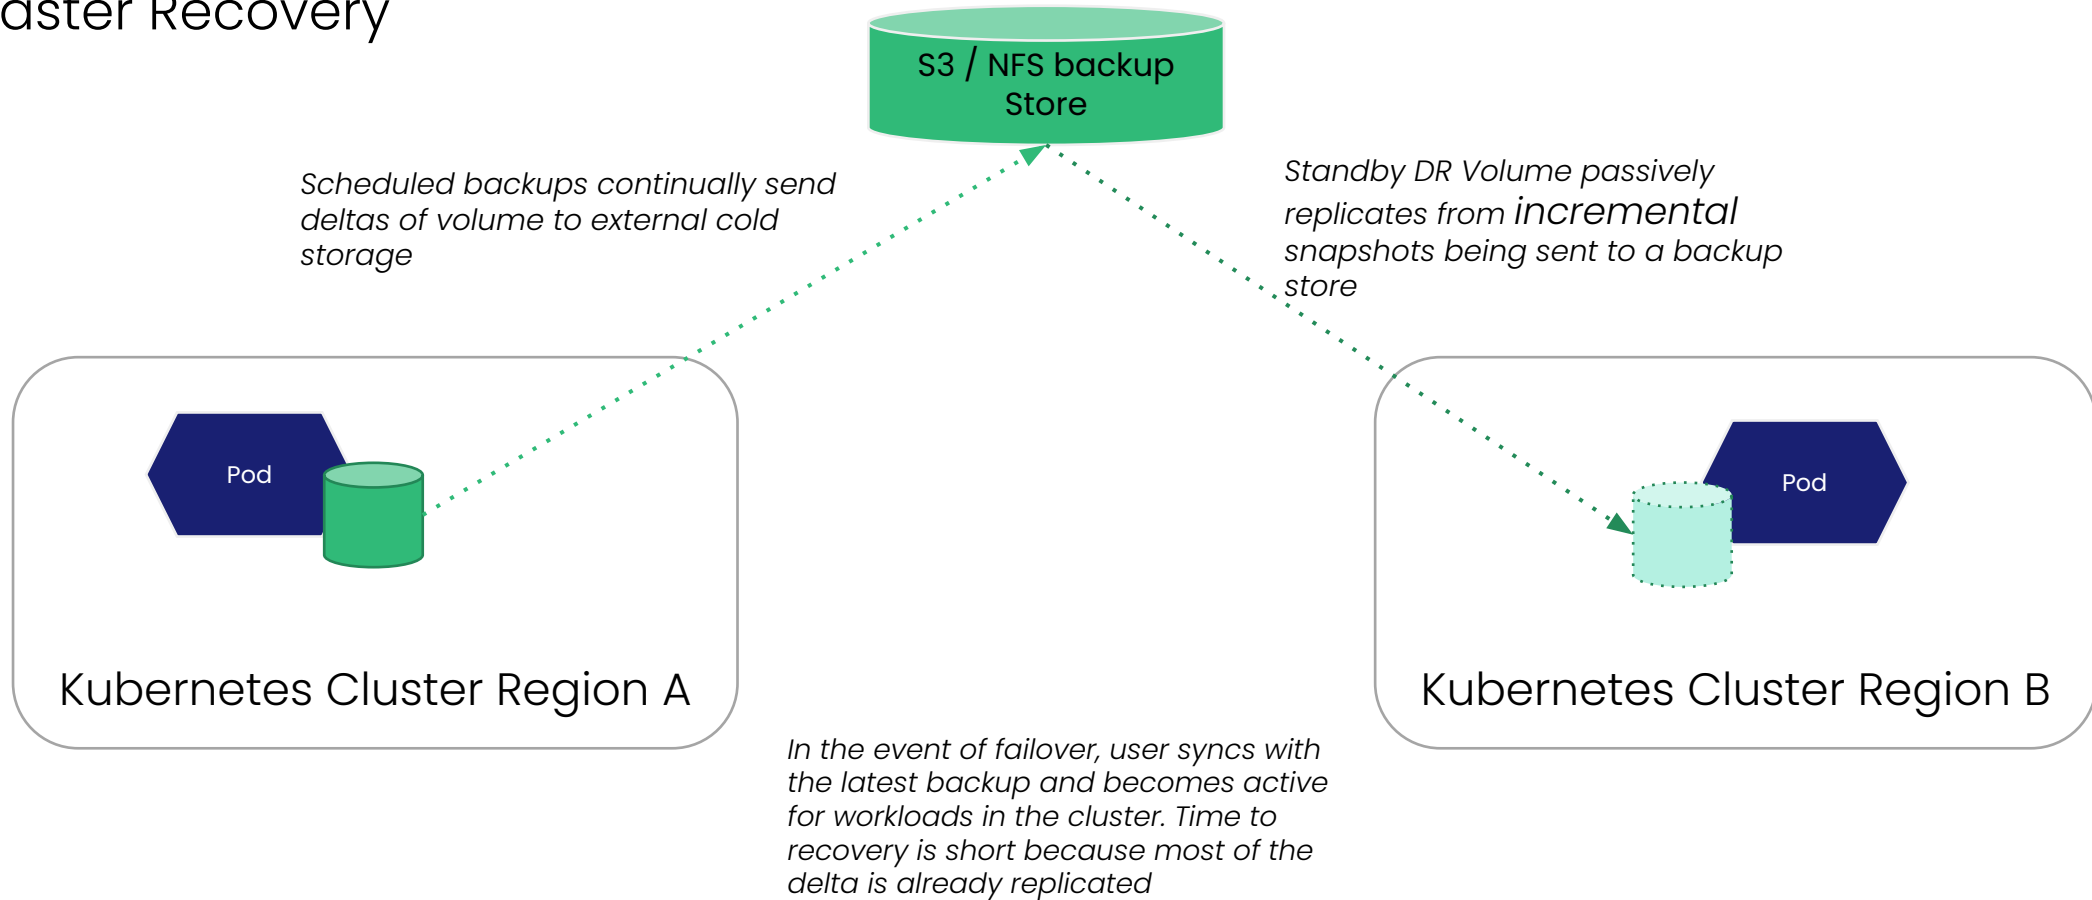 aster Recovery
S3 / NFS backup
Store
Scheduled backups continually send
deltas of volume to external cold
storage
Standby DR Volume passively
replicates from incremental
snapshots being sent to a backup
store
Pod
Pod
Kubernetes Cluster Region A
Kubernetes Cluster Region B
In the event of failover, user syncs with
the latest backup and becomes active
for workloads in the cluster. Time to
recovery is short because most of the
delta is already replicated